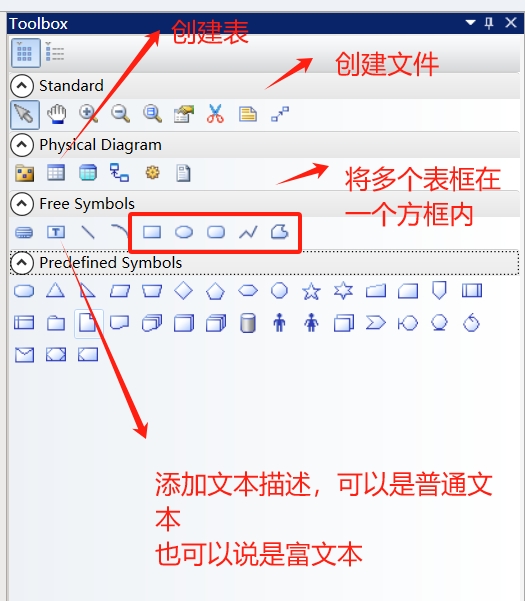 Toolbox
创建表
Standard
创建文件
Physical Diagram
将多个表框在
一个方框内
Free Symbols
T
Predefined Symbols
添加文本描述，可以是普通文
本
也可以说是富文本